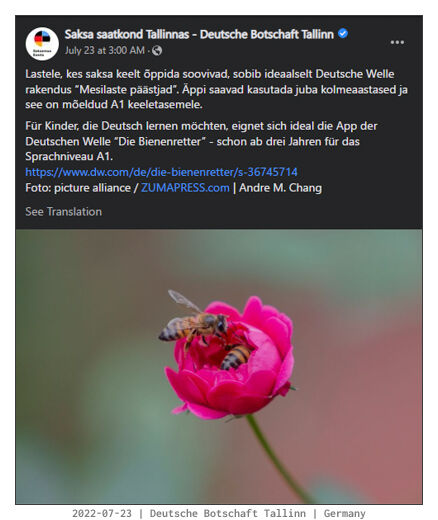 Saksa saatkond Tallinnas - Deutsche Botschaft Tallinn
July 23 at 3:00 AM ·
Lastele, kes saksa keelt õppida soovivad, sobib ideaalselt Deutsche Welle
rakendus “Mesilaste päästjad”. Äppi saavad kasutada juba kolmeaastased ja
see on mõeldud A1 keeletasemele.
Für Kinder, die Deutsch lernen möchten, eignet sich ideal die App der
Deutschen Welle “Die Bienenretter” - schon ab drei Jahren für das
Sprachniveau A1.
https://www.dw.com/de/die-bienenretter/s-36745714
Foto: picture alliance / ZUMAPRESS.com | Andre M. Chang
See Translation
2022-07-23 | Deutsche Botschaft Tallinn | Germany